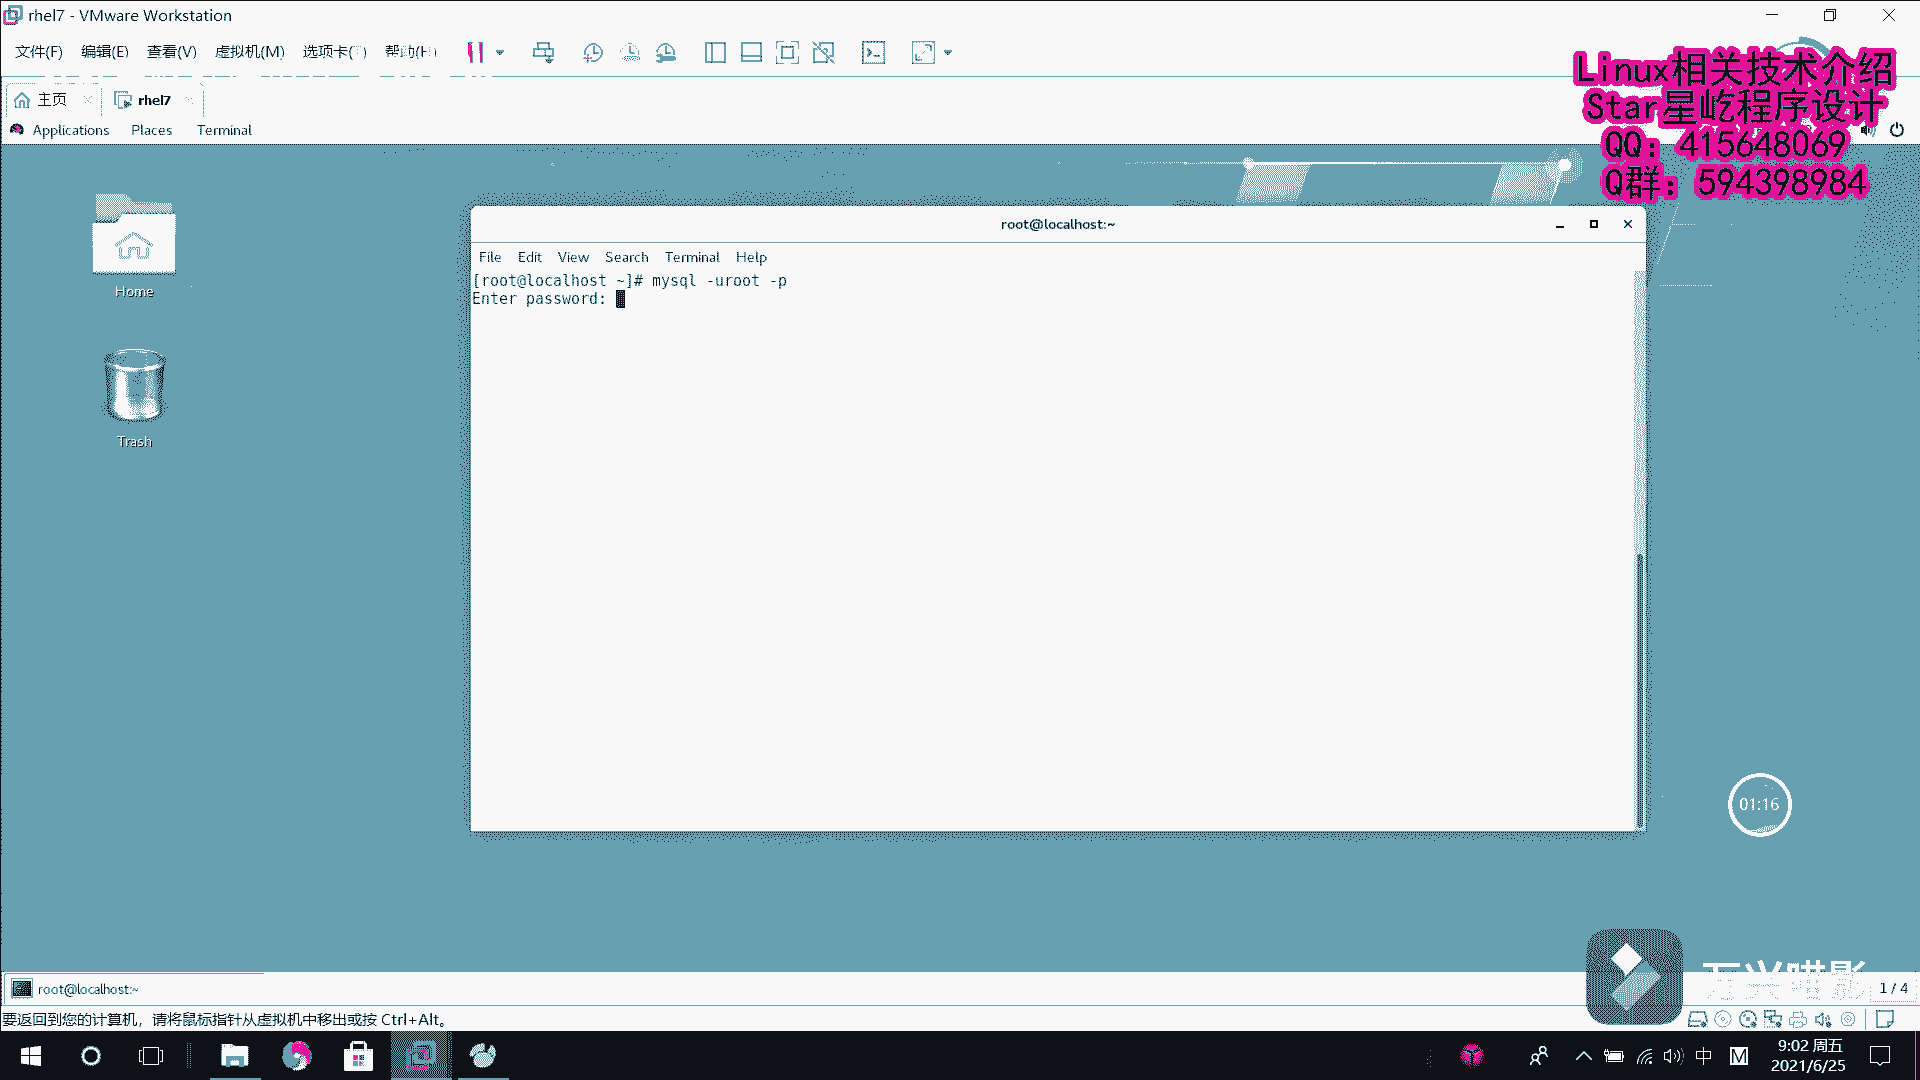 rhel7 - VMware Workstation
文件(F) 编辑(E) 查看(V) 虚拟机(M) 选项卡(T) 帮助(H)
主页 rhel7
Applications Places Terminal
Linux相关技术介绍
Star星屹程序设计
QQ：415648069
Q群：594398984
Home
Trash
root@localhost:~
File Edit View Search Terminal Help
[root@localhost ~]# mysql -uroot -p
Enter password:
01:16
万兴喵影
root@localhost:~
1 / 4
要返回到您的计算机，请将鼠标指针从虚拟机中移出或按 Ctrl+Alt。
中 M
9:02 周五
2021/6/25